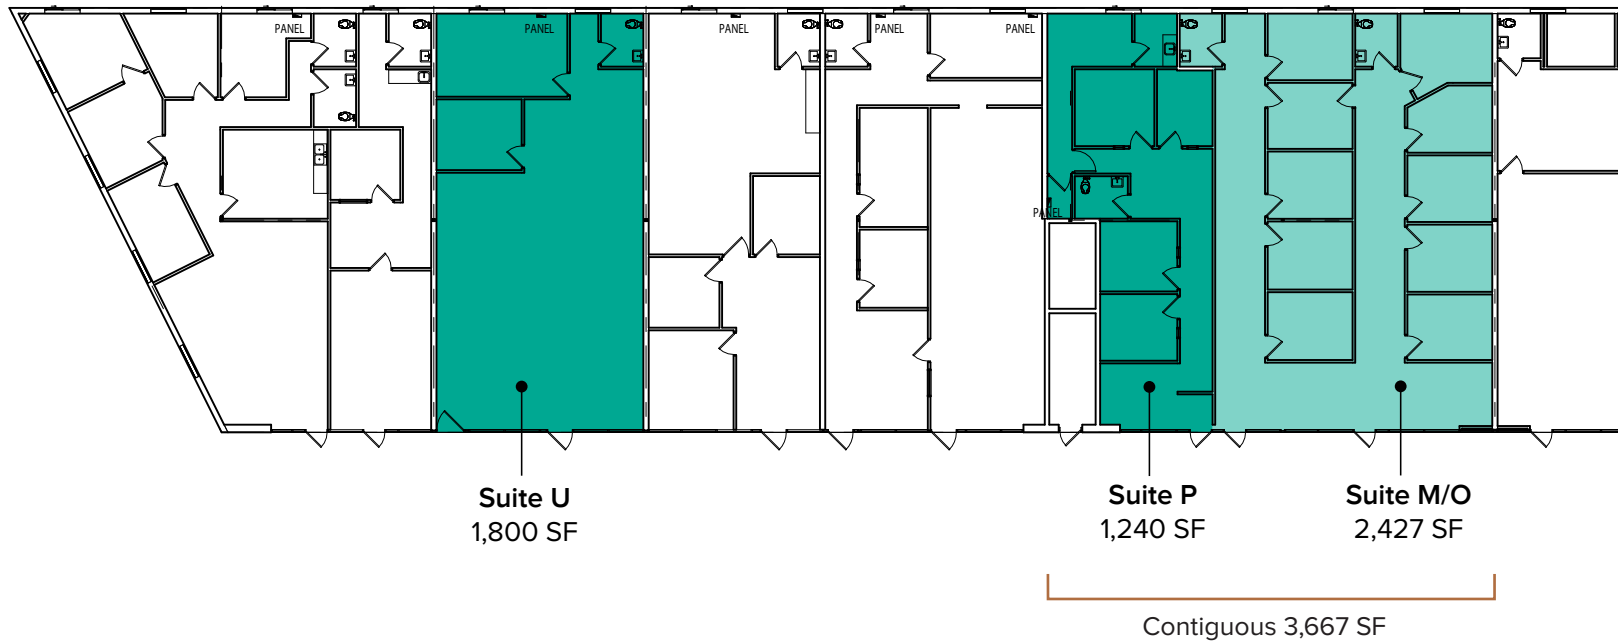 PANEL
PANEL
PANEL
PANEL
PANEL
PANEL
Suite U
1,800 SF
Suite P
1,240 SF
Suite M/O
2,427 SF
Contiguous 3,667 SF